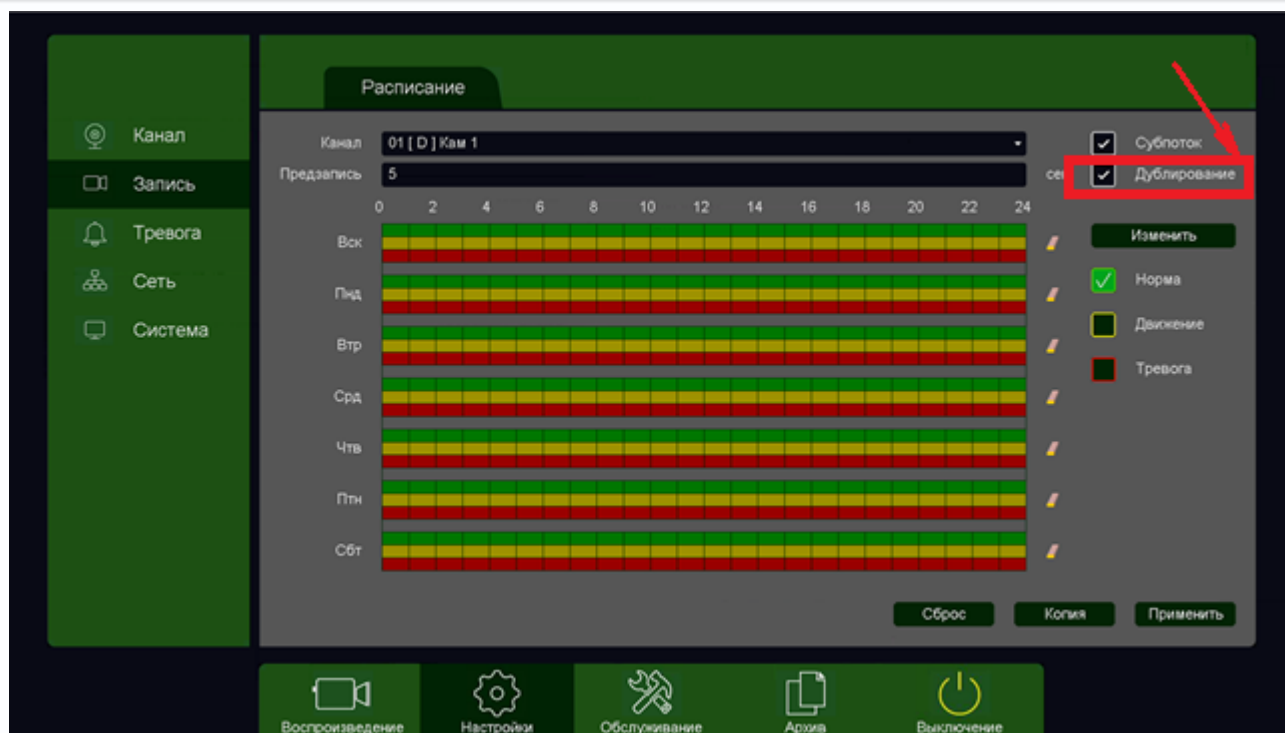 Расписание
Канал
Запись
Тревога
Сеть
Система
Канал 01 [ D ] Кам 1 Субпоток
Предзапись 5 сек Дублирование
0 2 4 6 8 10 12 14 16 18 20 22 24
Вск Изменить
Пнд Норма
Втр Движение
Срд Тревога
Чтв
Птн
Сбт
Сброс Копия Применить
Воспроизведение Настройки Обслуживание Архив Выключение